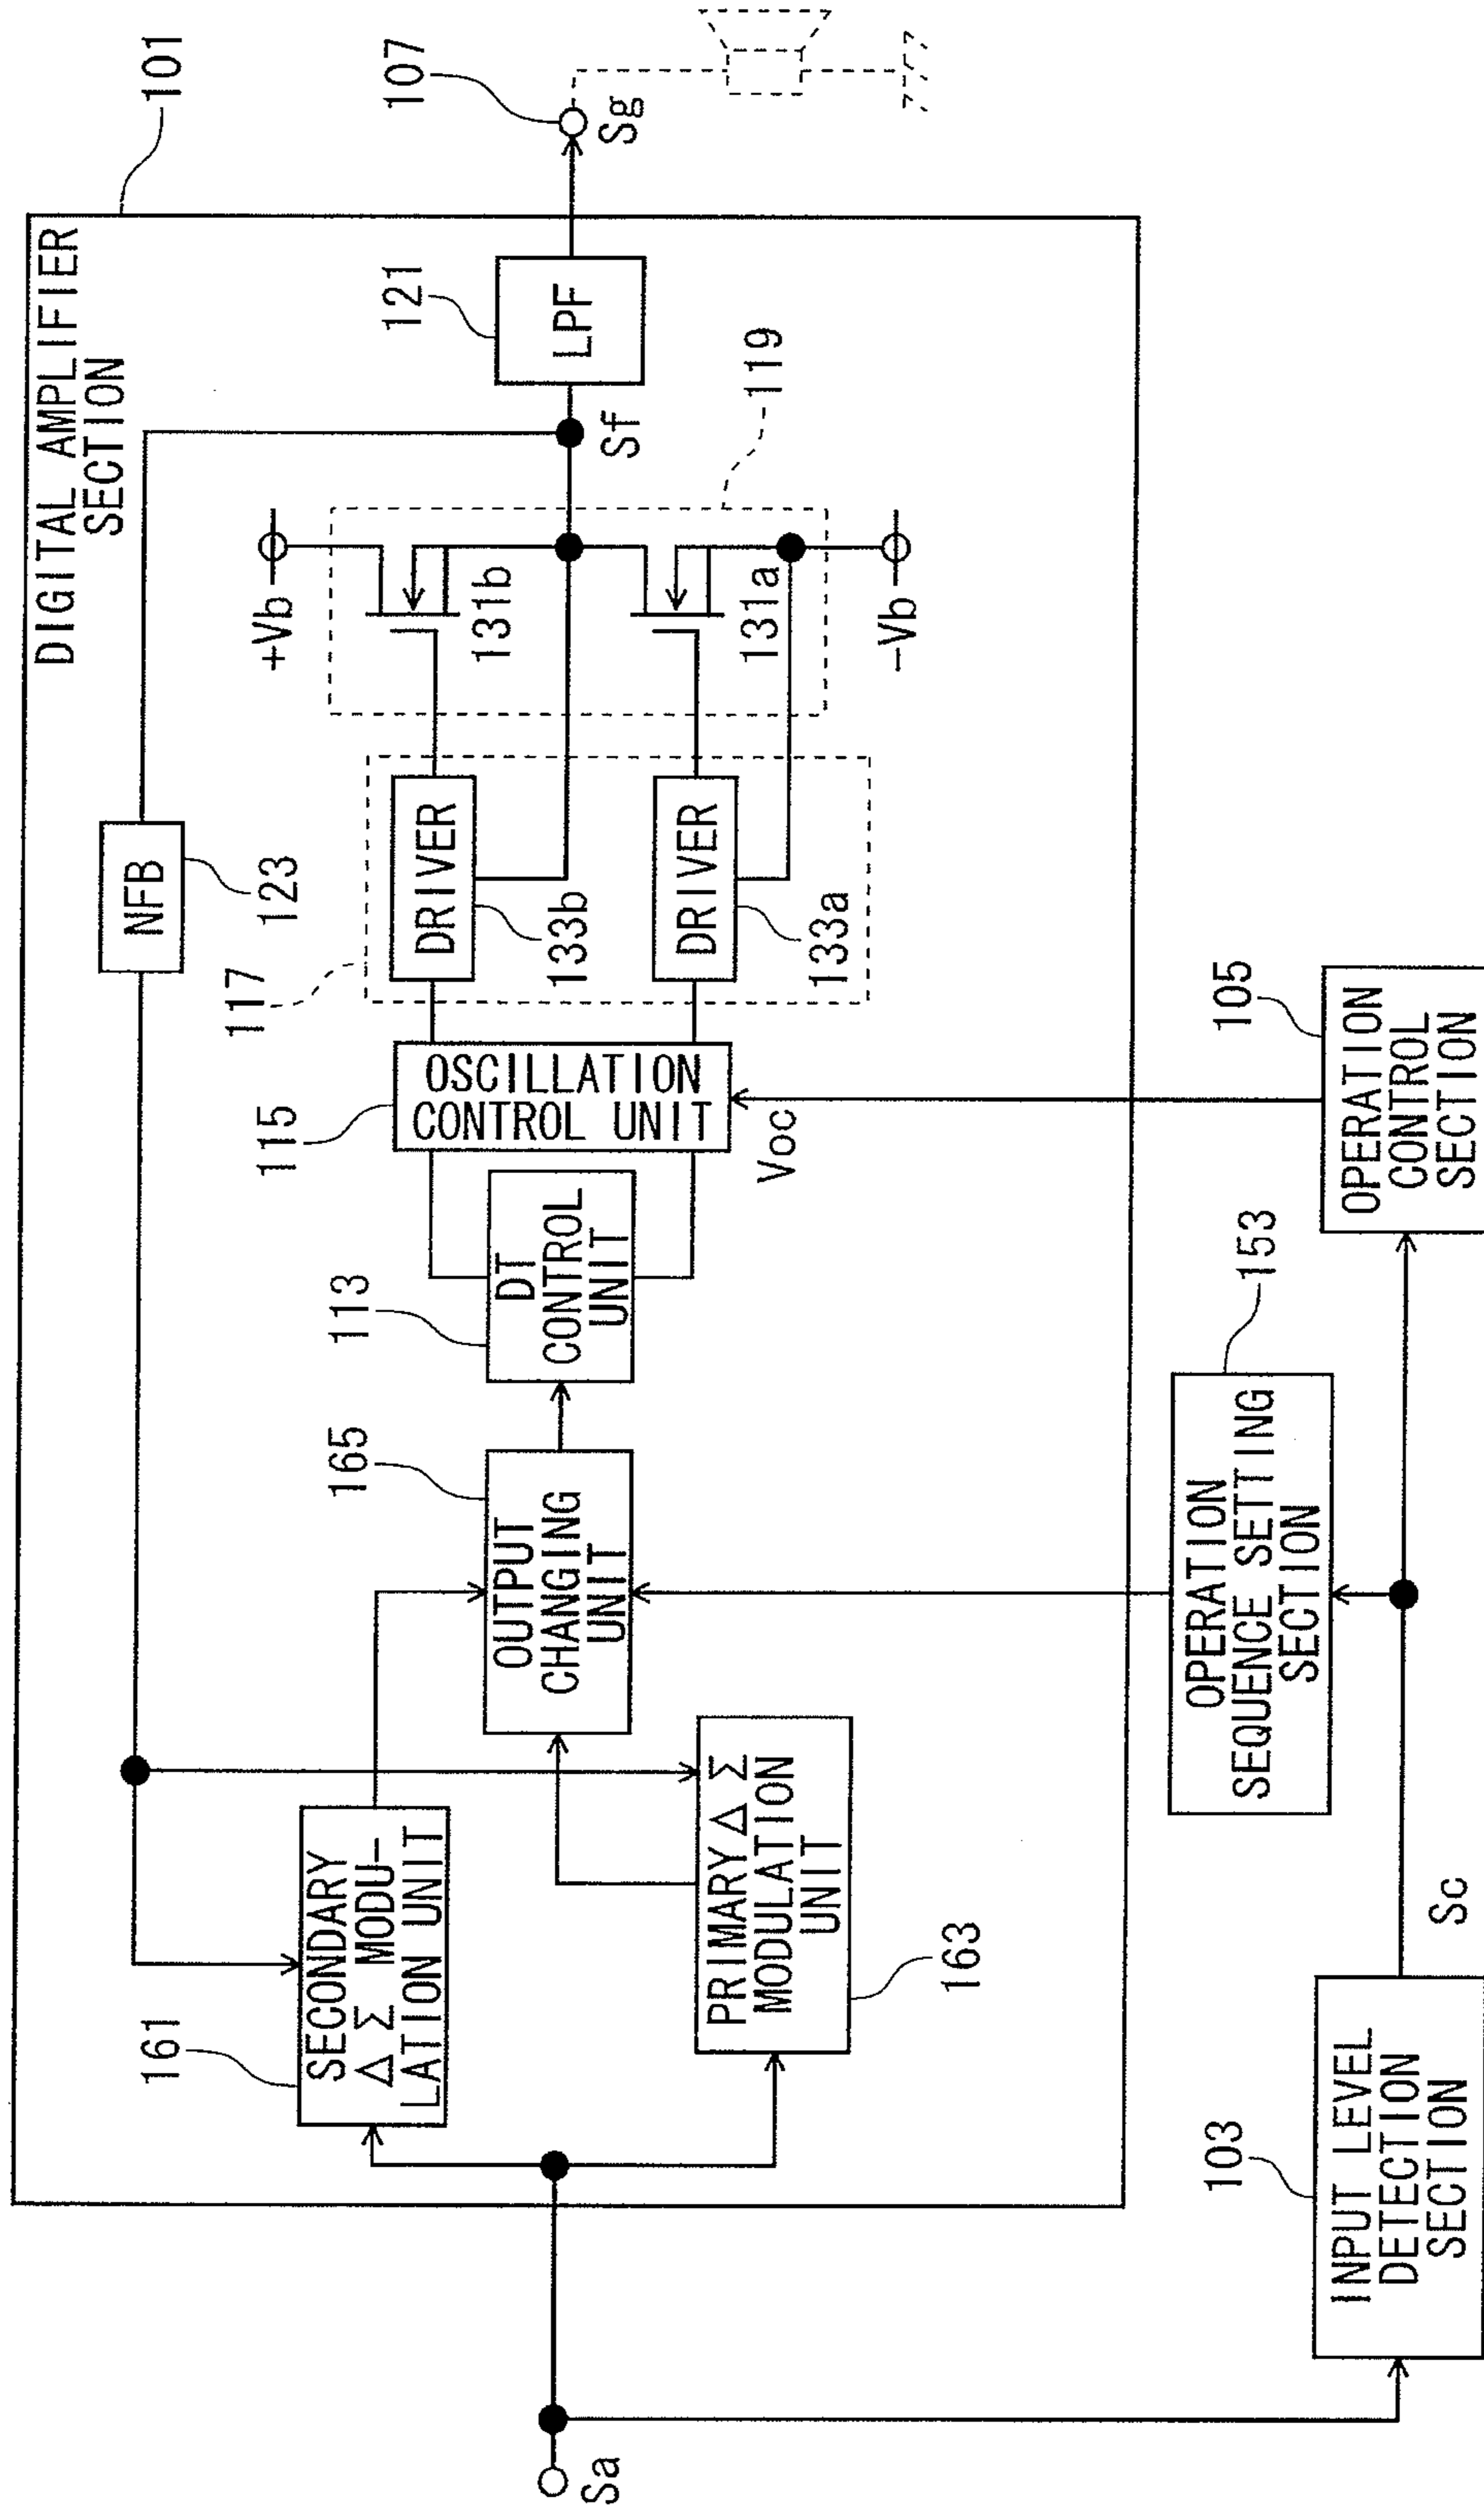 DIGITAL AMPLIFIER
SECTION
101
161
SECONDARY
ΔΣ MODU-
LATION UNIT
NFB
123
165
OUTPUT
CHANGING
UNIT
113
DT
CONTROL
UNIT
115
OSCILLATION
CONTROL UNIT
117
DRIVER
133b
DRIVER
133a
+Vb
131b
131a
-Vb
119
Sf
121
LPF
107
Sg
PRIMARY ΔΣ
MODULATION
UNIT
163
Voc
Sa
103
INPUT LEVEL
DETECTION
SECTION
Sc
153
OPERATION
SEQUENCE SETTING
SECTION
105
OPERATION
CONTROL
SECTION